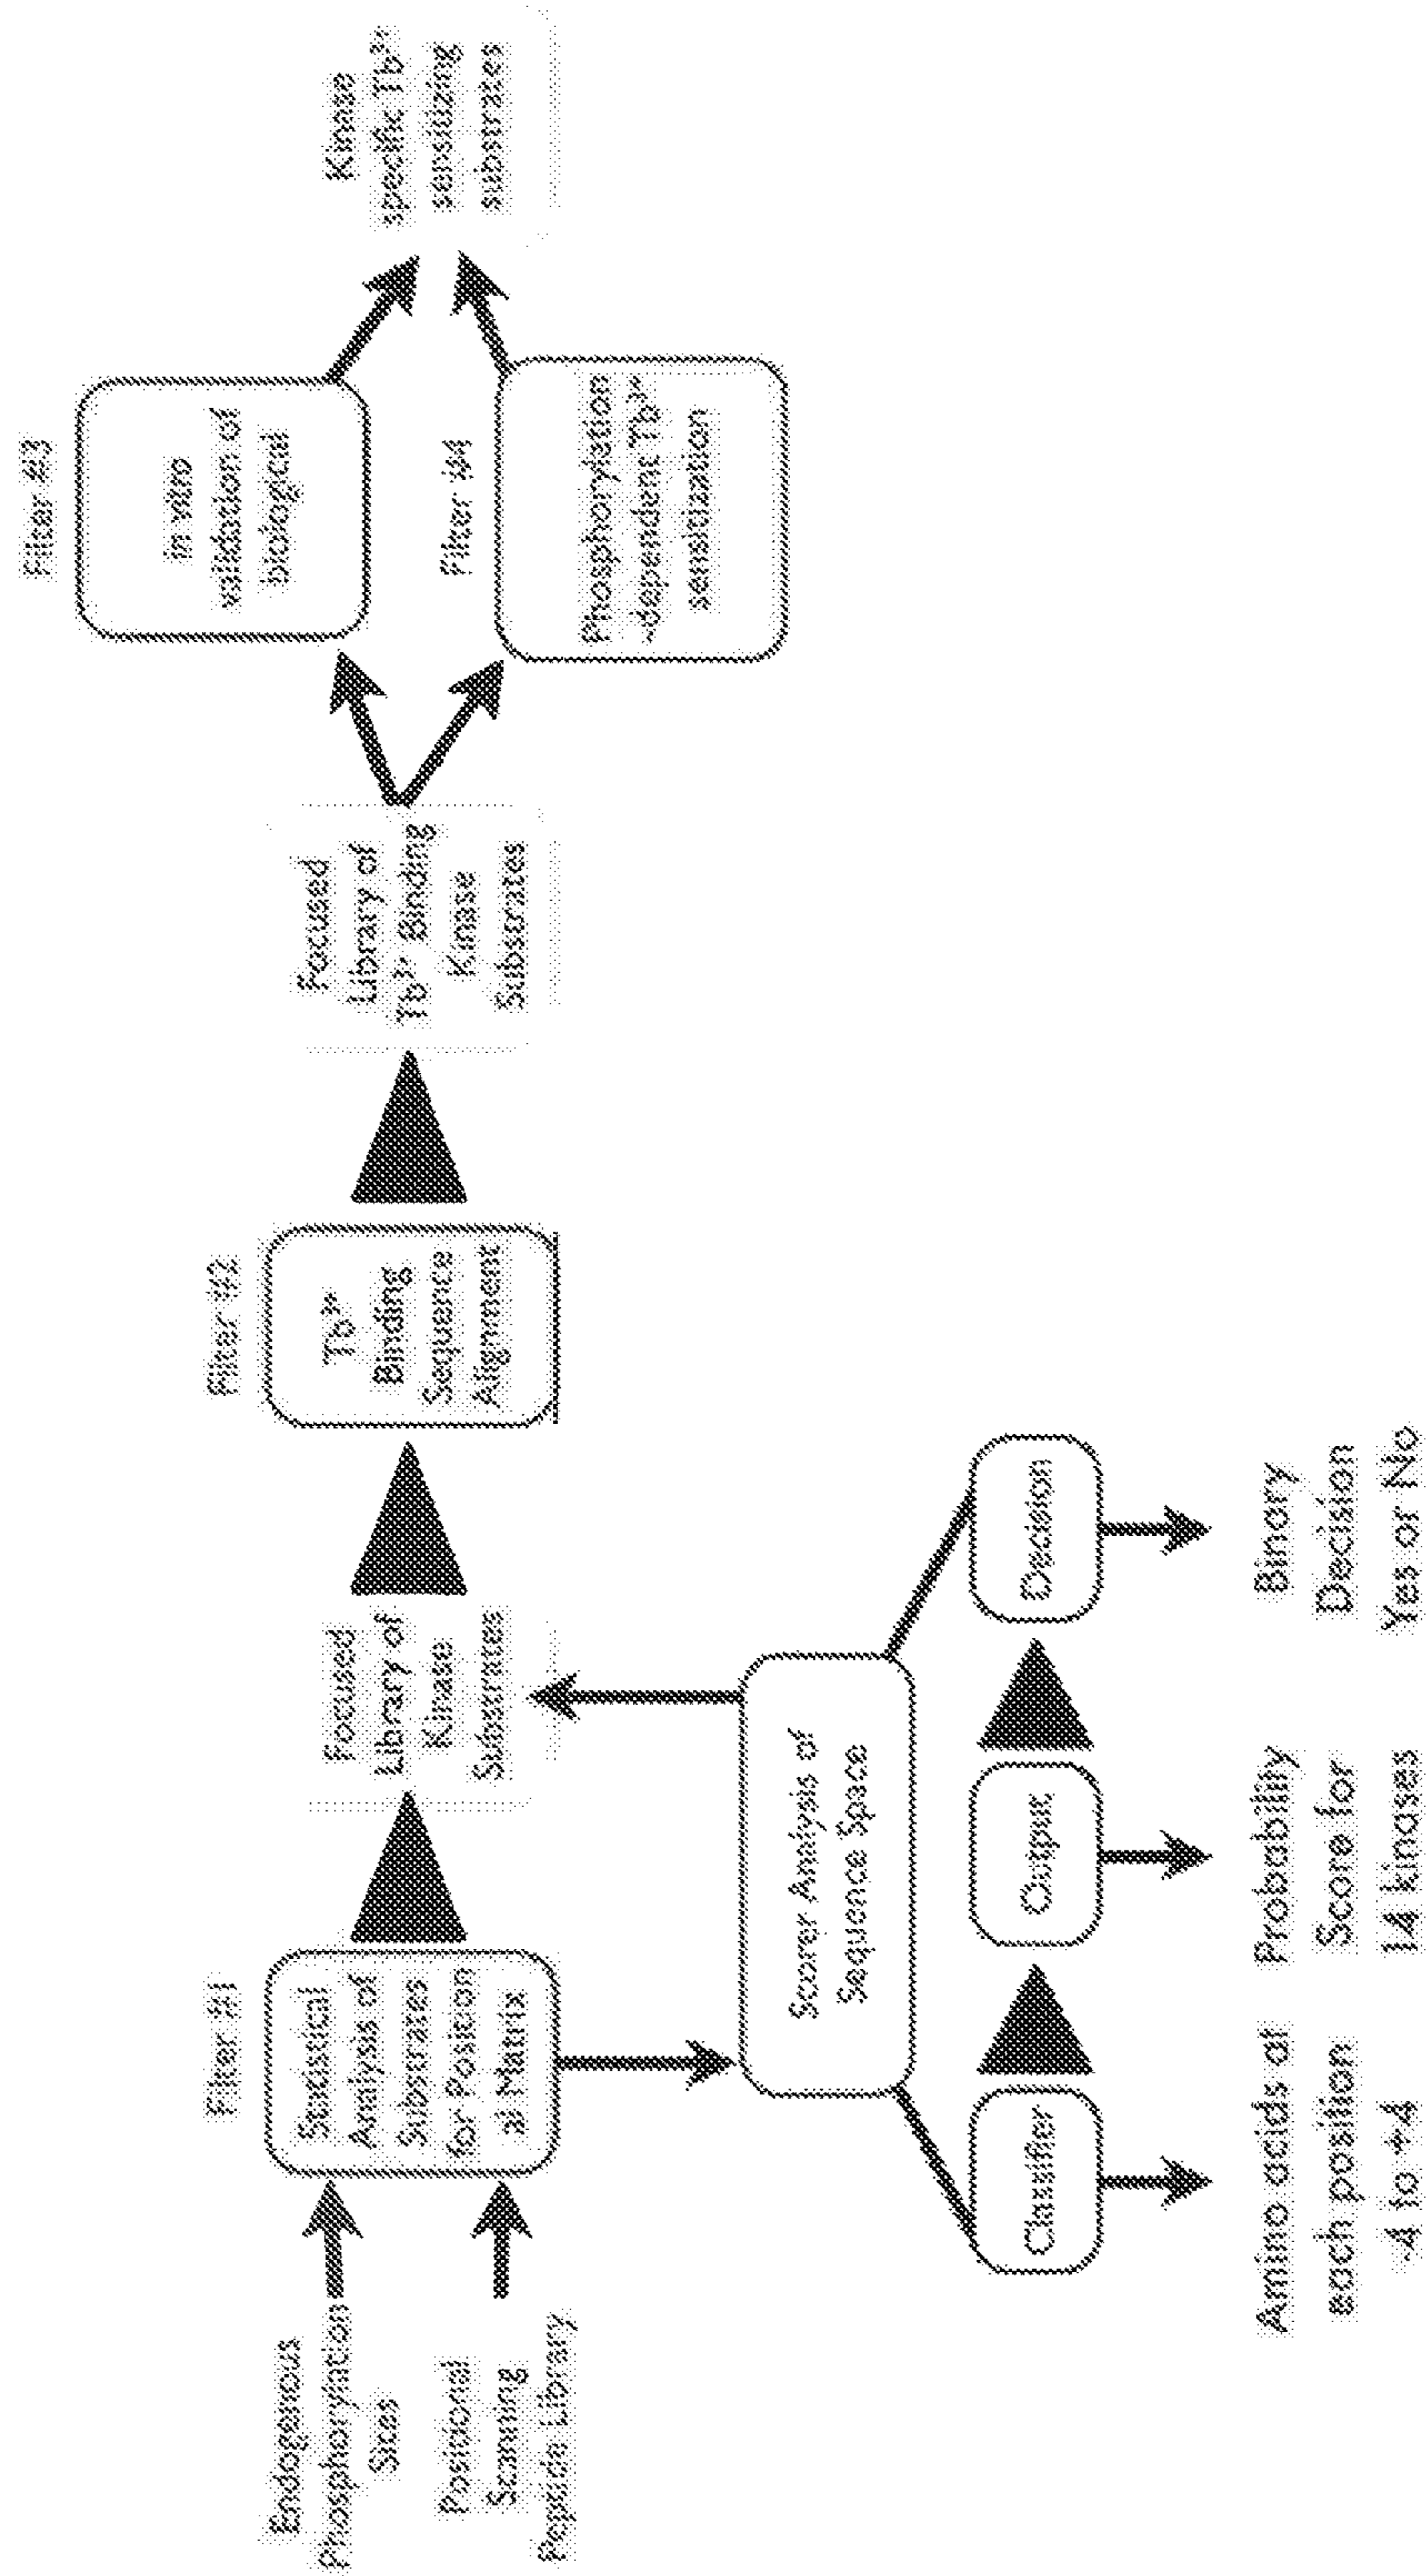 Endogenous
Phosphorylation
Sites
Positional
Scanning
Peptide Library
Filter #1
Statistical
Analysis of
Substrates
for Position
al Matrix
Focused
Library of
Kinase
Substrates
Filter #2
Tb³⁺
Binding
Sequence
Alignment
Focused
Library of
Tb³⁺ Binding
Kinase
Substrates
Filter #3
in vitro
validation of
biological
Filter #4
Phosphorylation
-dependent Tb³⁺
sensitization
Kinase
specific Tb³⁺
sensitizing
substrates
Scorer Analysis of
Sequence Space
Classifier
Output
Decision
Amino acids at
each position
-4 to +4
Probability
Score for
14 kinases
Binary
Decision
Yes or No